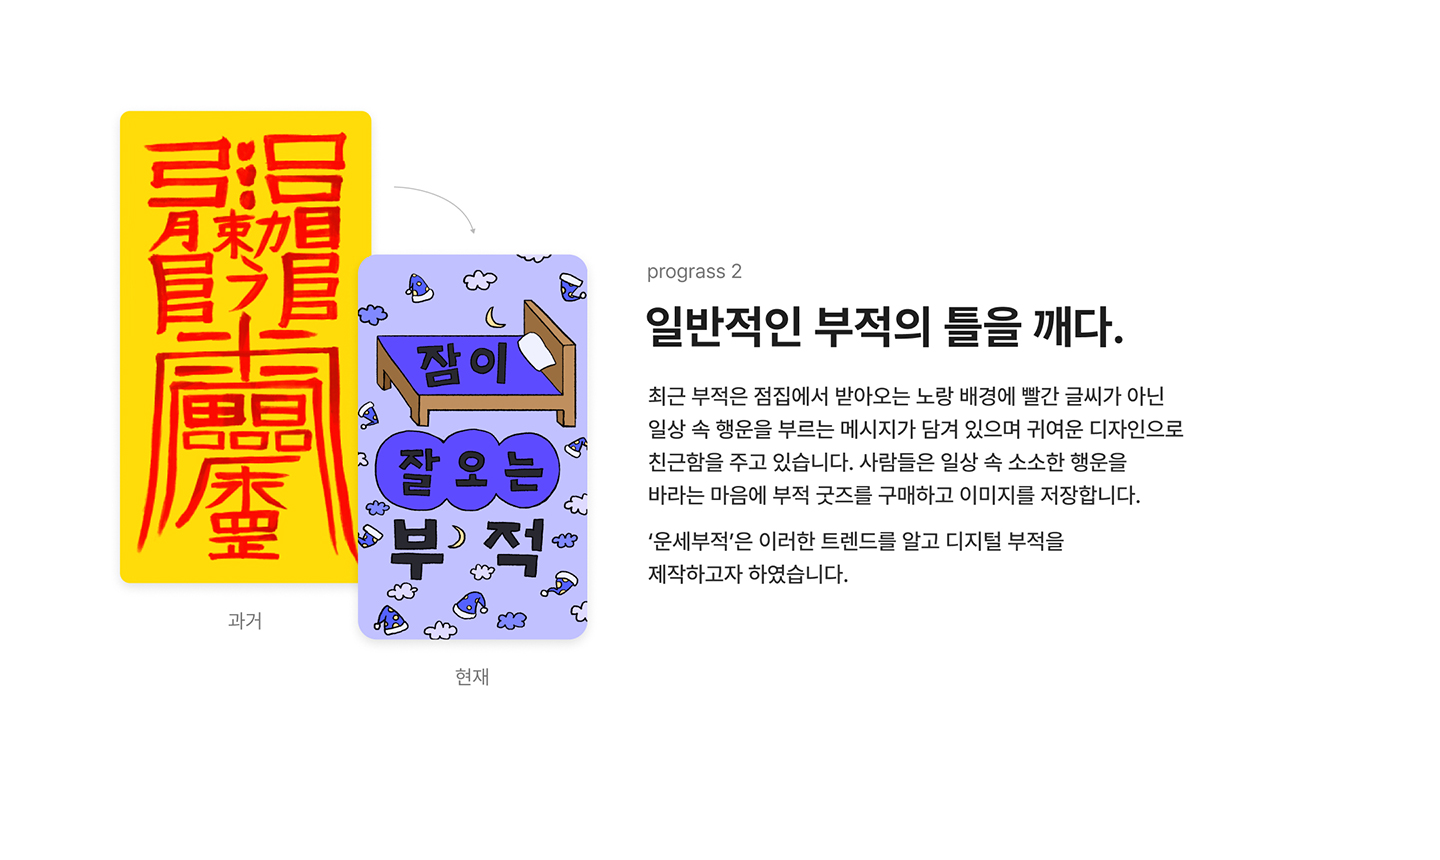 잠이
잘오는
부적
과거
현재
prograss 2
일반적인 부적의 틀을 깨다.
최근 부적은 점집에서 받아오는 노랑 배경에 빨간 글씨가 아닌
일상 속 행운을 부르는 메시지가 담겨 있으며 귀여운 디자인으로
친근함을 주고 있습니다. 사람들은 일상 속 소소한 행운을
바라는 마음에 부적 굿즈를 구매하고 이미지를 저장합니다.
‘운세부적’은 이러한 트렌드를 알고 디지털 부적을
제작하고자 하였습니다.